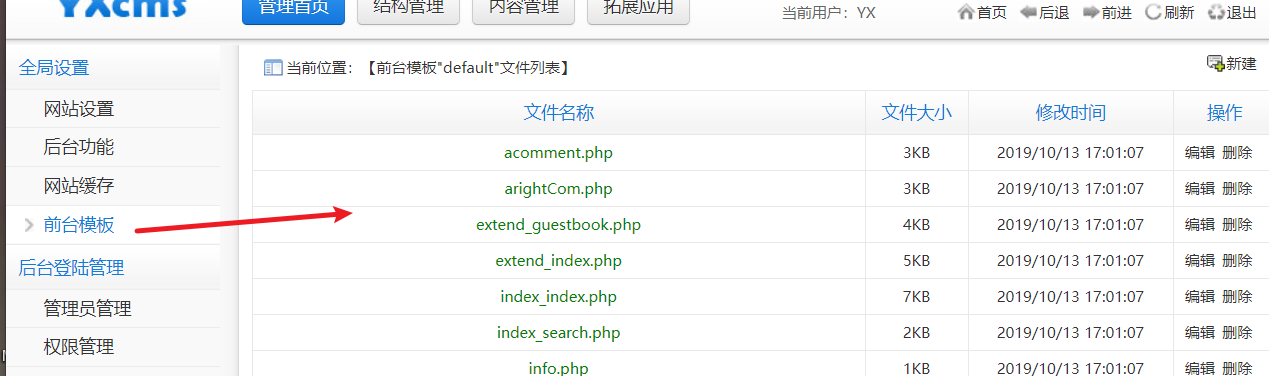 YXcms 管理首页 结构管理 内容管理 拓展应用 当前用户：YX 首页 后退 前进 刷新 退出
全局设置
网站设置
后台功能
网站缓存
前台模板
后台登陆管理
管理员管理
权限管理
当前位置：【前台模板"default"文件列表】 新建
文件名称 文件大小 修改时间 操作
acomment.php 3KB 2019/10/13 17:01:07 编辑 删除
arightCom.php 3KB 2019/10/13 17:01:07 编辑 删除
extend_guestbook.php 4KB 2019/10/13 17:01:07 编辑 删除
extend_index.php 5KB 2019/10/13 17:01:07 编辑 删除
index_index.php 7KB 2019/10/13 17:01:07 编辑 删除
index_search.php 2KB 2019/10/13 17:01:07 编辑 删除
info.php 1KB 2019/10/13 17:01:07 编辑 删除